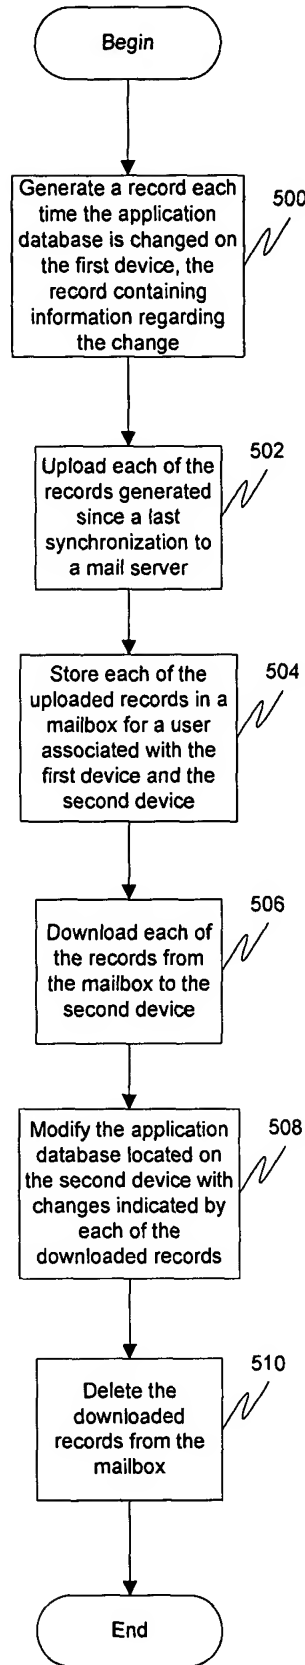 Begin
Generate a record each
time the application
database is changed on
the first device, the
record containing
information regarding
the change
500
Upload each of the
records generated
since a last
synchronization to
a mail server
502
Store each of the
uploaded records in a
mailbox for a user
associated with the
first device and the
second device
504
Download each of
the records from
the mailbox to the
second device
506
Modify the application
database located on
the second device with
changes indicated by
each of the
downloaded records
508
Delete the
downloaded
records from the
mailbox
510
End